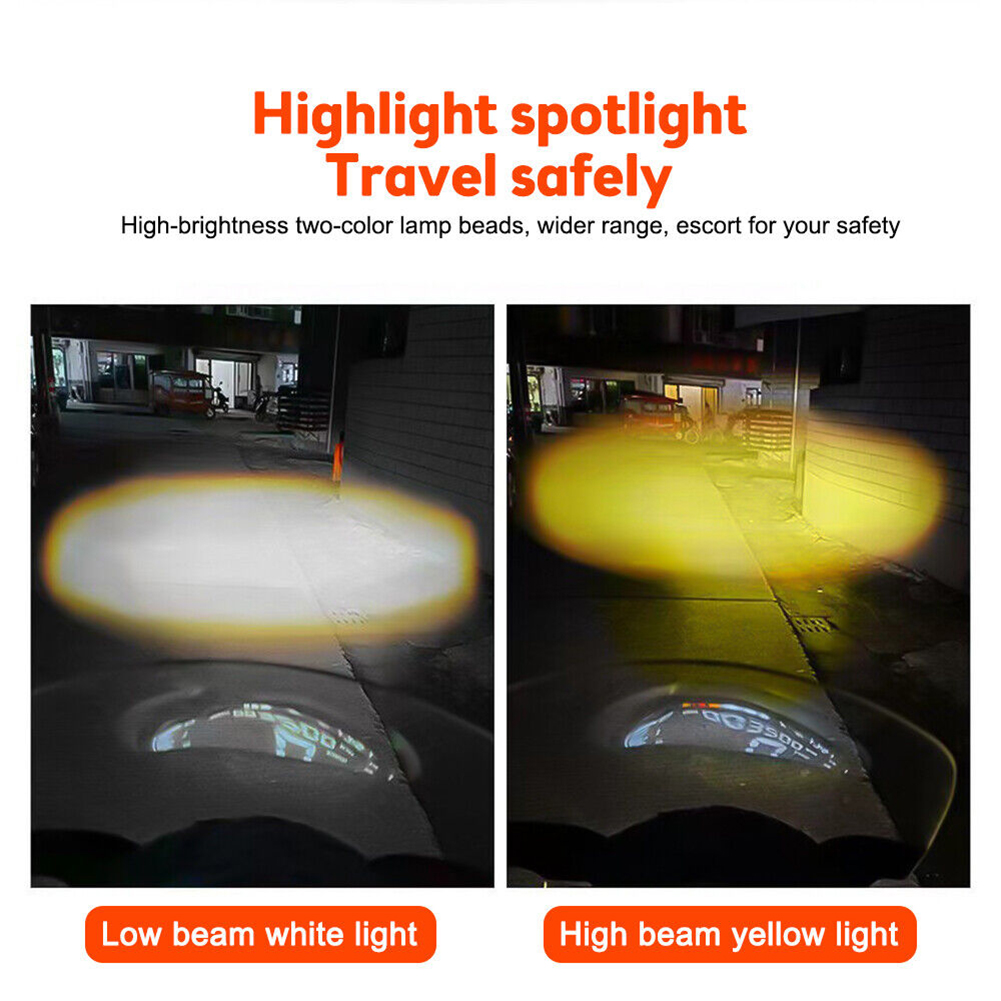 Highlight spotlight
Travel safely
High-brightness two-color lamp beads, wider range, escort for your safety
Low beam white light
High beam yellow light